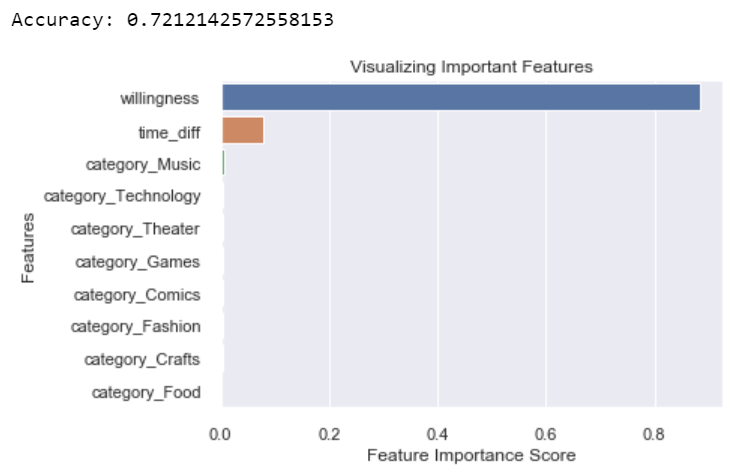 Accuracy: 0.7212142572558153
Visualizing Important Features
willingness
time_diff
category_Music
category_Technology
category_Theater
category_Games
category_Comics
category_Fashion
category_Crafts
category_Food
Features
0.0 0.2 0.4 0.6 0.8
Feature Importance Score